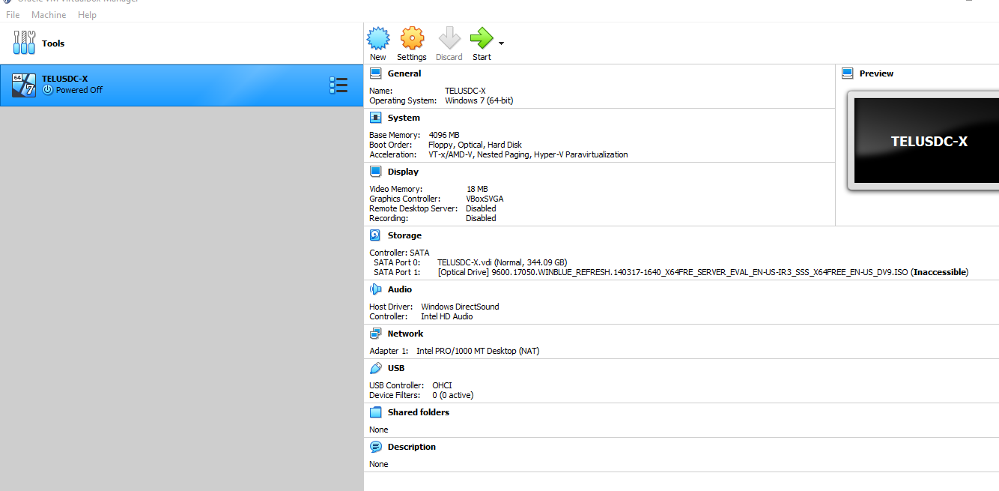 Oracle VM VirtualBox Manager
File Machine Help
Tools
New Settings Discard Start
64 7
TELUSDC-X
Powered Off
General
Name: TELUSDC-X
Operating System: Windows 7 (64-bit)
System
Base Memory: 4096 MB
Boot Order: Floppy, Optical, Hard Disk
Acceleration: VT-x/AMD-V, Nested Paging, Hyper-V Paravirtualization
Display
Video Memory: 18 MB
Graphics Controller: VBoxSVGA
Remote Desktop Server: Disabled
Recording: Disabled
Preview
TELUSDC-X
Storage
Controller: SATA
SATA Port 0: TELUSDC-X.vdi (Normal, 344.09 GB)
SATA Port 1: [Optical Drive] 9600.17050.WINBLUE_REFRESH.140317-1640_X64FRE_SERVER_EVAL_EN-US-IR3_SSS_X64FREE_EN-US_DV9.ISO (Inaccessible)
Audio
Host Driver: Windows DirectSound
Controller: Intel HD Audio
Network
Adapter 1: Intel PRO/1000 MT Desktop (NAT)
USB
USB Controller: OHCI
Device Filters: 0 (0 active)
Shared folders
None
Description
None